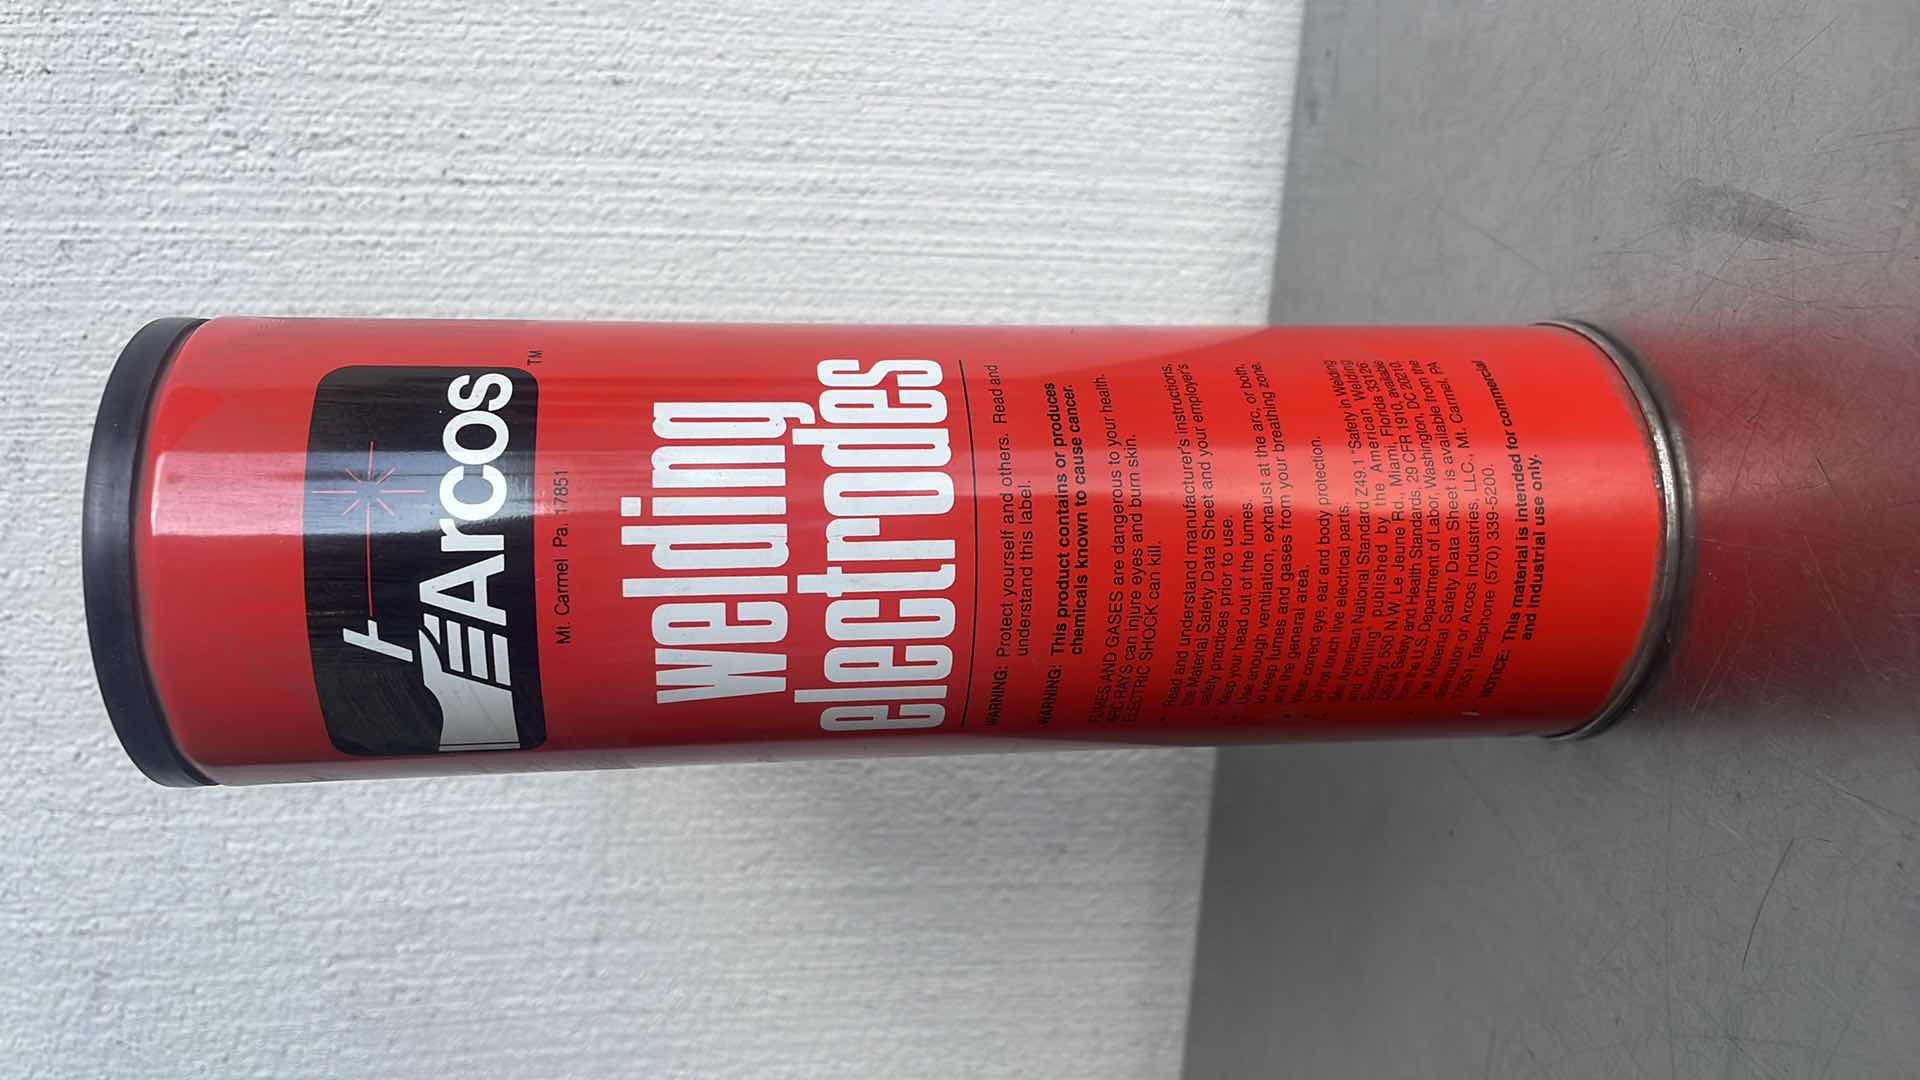 Arcos
TM
Mt. Carmel Pa. 17851
welding
electrodes
WARNING: Protect yourself and others. Read and
understand this label.
WARNING: This product contains or produces
chemicals known to cause cancer.
FUMES AND GASES are dangerous to your health.
ARC RAYS can injure eyes and burn skin.
ELECTRIC SHOCK can kill.
• Read and understand manufacturer's instructions,
the Material Safety Data Sheet and your employer's
safety practices prior to use.
• Keep your head out of the fumes.
• Use enough ventilation, exhaust at the arc, or both,
to keep fumes and gases from your breathing zone,
and the general area.
• Wear correct eye, ear and body protection.
• Do not touch live electrical parts.
• See American National Standard Z49.1 "Safety in Welding
and Cutting" published by the American Welding
Society, 550 N.W. Le Jeune Rd., Miami, Florida 33126;
OSHA Safety and Health Standards, 29 CFR 1910, available
from the U.S. Department of Labor, Washington, DC 20210.
The Material Safety Data Sheet is available from the
distributor or Arcos Industries, LLC., Mt. Carmel, PA
17851. Telephone (570) 339-5200.
NOTICE: This material is intended for commercial
and industrial use only.